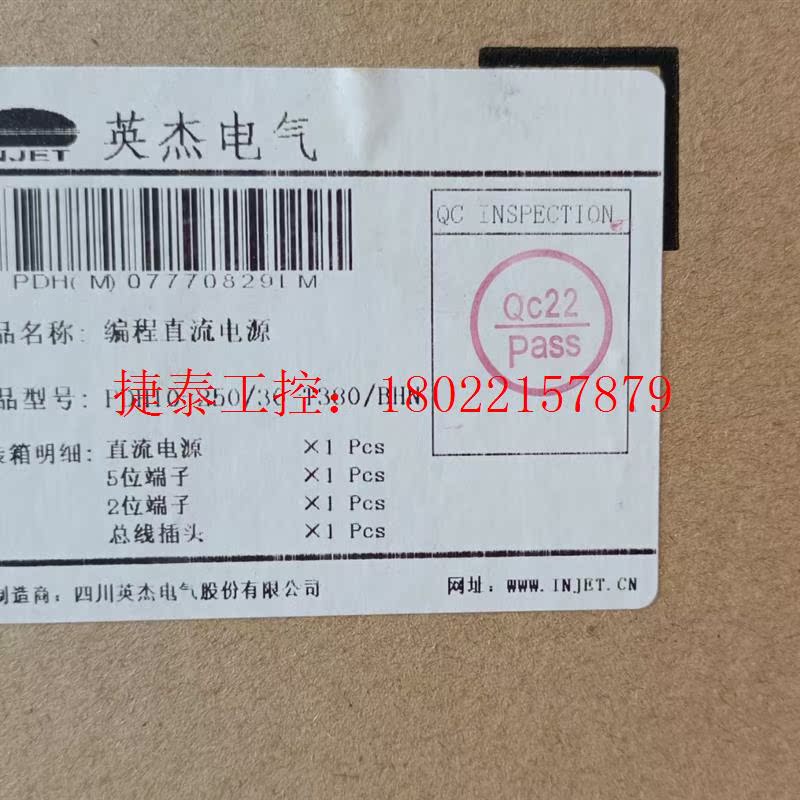 NJET 英杰电气
QC INSPECTION
PDH( M) 077708291M
Qc22
Pass
品名称: 编程直流电源
品型号:
捷泰工控：18022157879
装箱明细: 直流电源 ×1 Pcs
5位端子 ×1 Pcs
2位端子 ×1 Pcs
总线插头 ×1 Pcs
制造商: 四川英杰电气股份有限公司 网址: WWW.INJET.CN